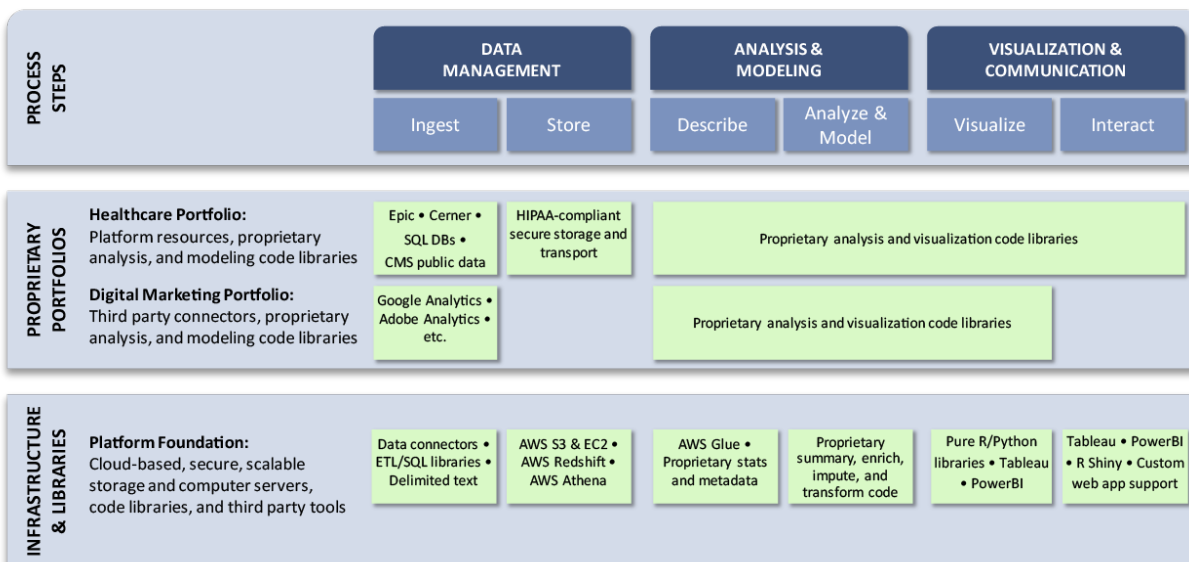 PROCESS
STEPS
DATA
MANAGEMENT
ANALYSIS &
MODELING
VISUALIZATION &
COMMUNICATION
Ingest
Store
Describe
Analyze &
Model
Visualize
Interact
PROPRIETARY
PORTFOLIOS
Healthcare Portfolio:
Platform resources, proprietary
analysis, and modeling code libraries
Epic • Cerner •
SQL DBs •
CMS public data
HIPAA-compliant
secure storage and
transport
Proprietary analysis and visualization code libraries
Digital Marketing Portfolio:
Third party connectors, proprietary
analysis, and modeling code libraries
Google Analytics •
Adobe Analytics •
etc.
Proprietary analysis and visualization code libraries
INFRASTRUCTURE
& LIBRARIES
Platform Foundation:
Cloud-based, secure, scalable
storage and computer servers,
code libraries, and third party tools
Data connectors •
ETL/SQL libraries •
Delimited text
AWS S3 & EC2 •
AWS Redshift •
AWS Athena
AWS Glue •
Proprietary stats
and metadata
Proprietary
summary, enrich,
impute, and
transform code
Pure R/Python
libraries • Tableau
• PowerBI
Tableau • PowerBI
• R Shiny • Custom
web app support